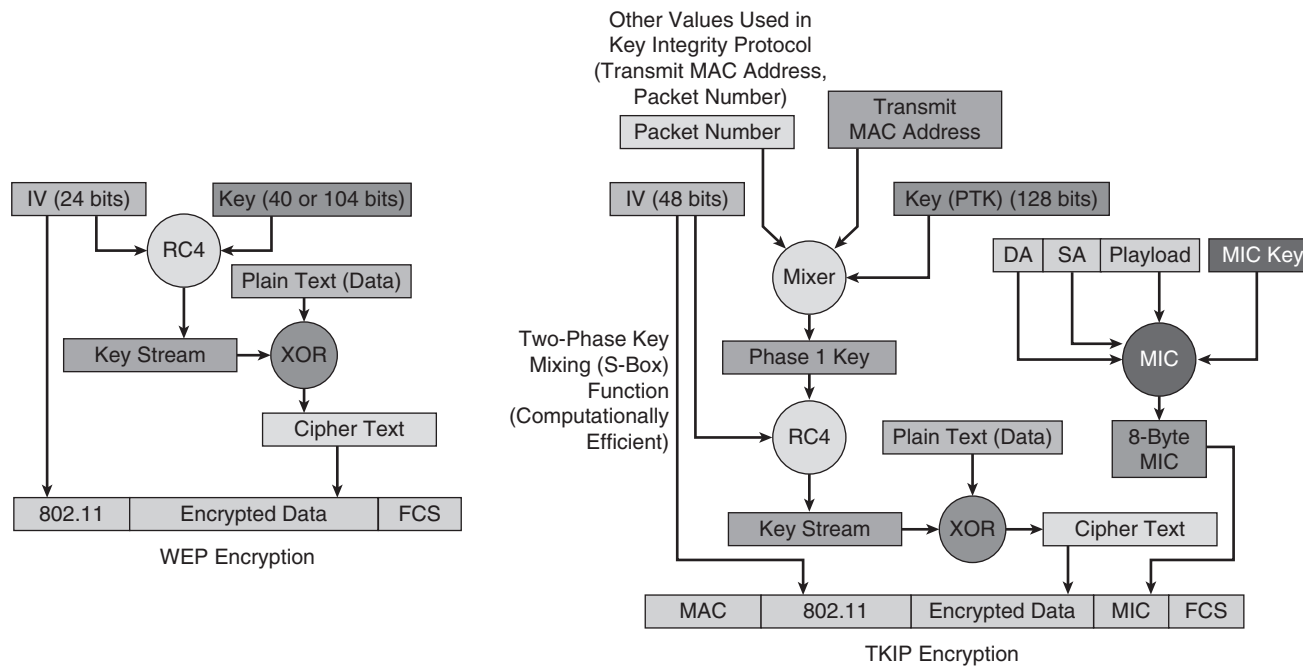 IV (24 bits)
Key (40 or 104 bits)
RC4
Plain Text (Data)
Key Stream
XOR
Cipher Text
802.11
Encrypted Data
FCS
WEP Encryption
Other Values Used in
Key Integrity Protocol
(Transmit MAC Address,
Packet Number)
Packet Number
Transmit
MAC Address
IV (48 bits)
Key (PTK) (128 bits)
Mixer
DA
SA
Playload
MIC Key
Two-Phase Key
Mixing (S-Box)
Function
(Computationally
Efficient)
Phase 1 Key
MIC
RC4
Plain Text (Data)
8-Byte
MIC
Key Stream
XOR
Cipher Text
MAC
802.11
Encrypted Data
MIC
FCS
TKIP Encryption